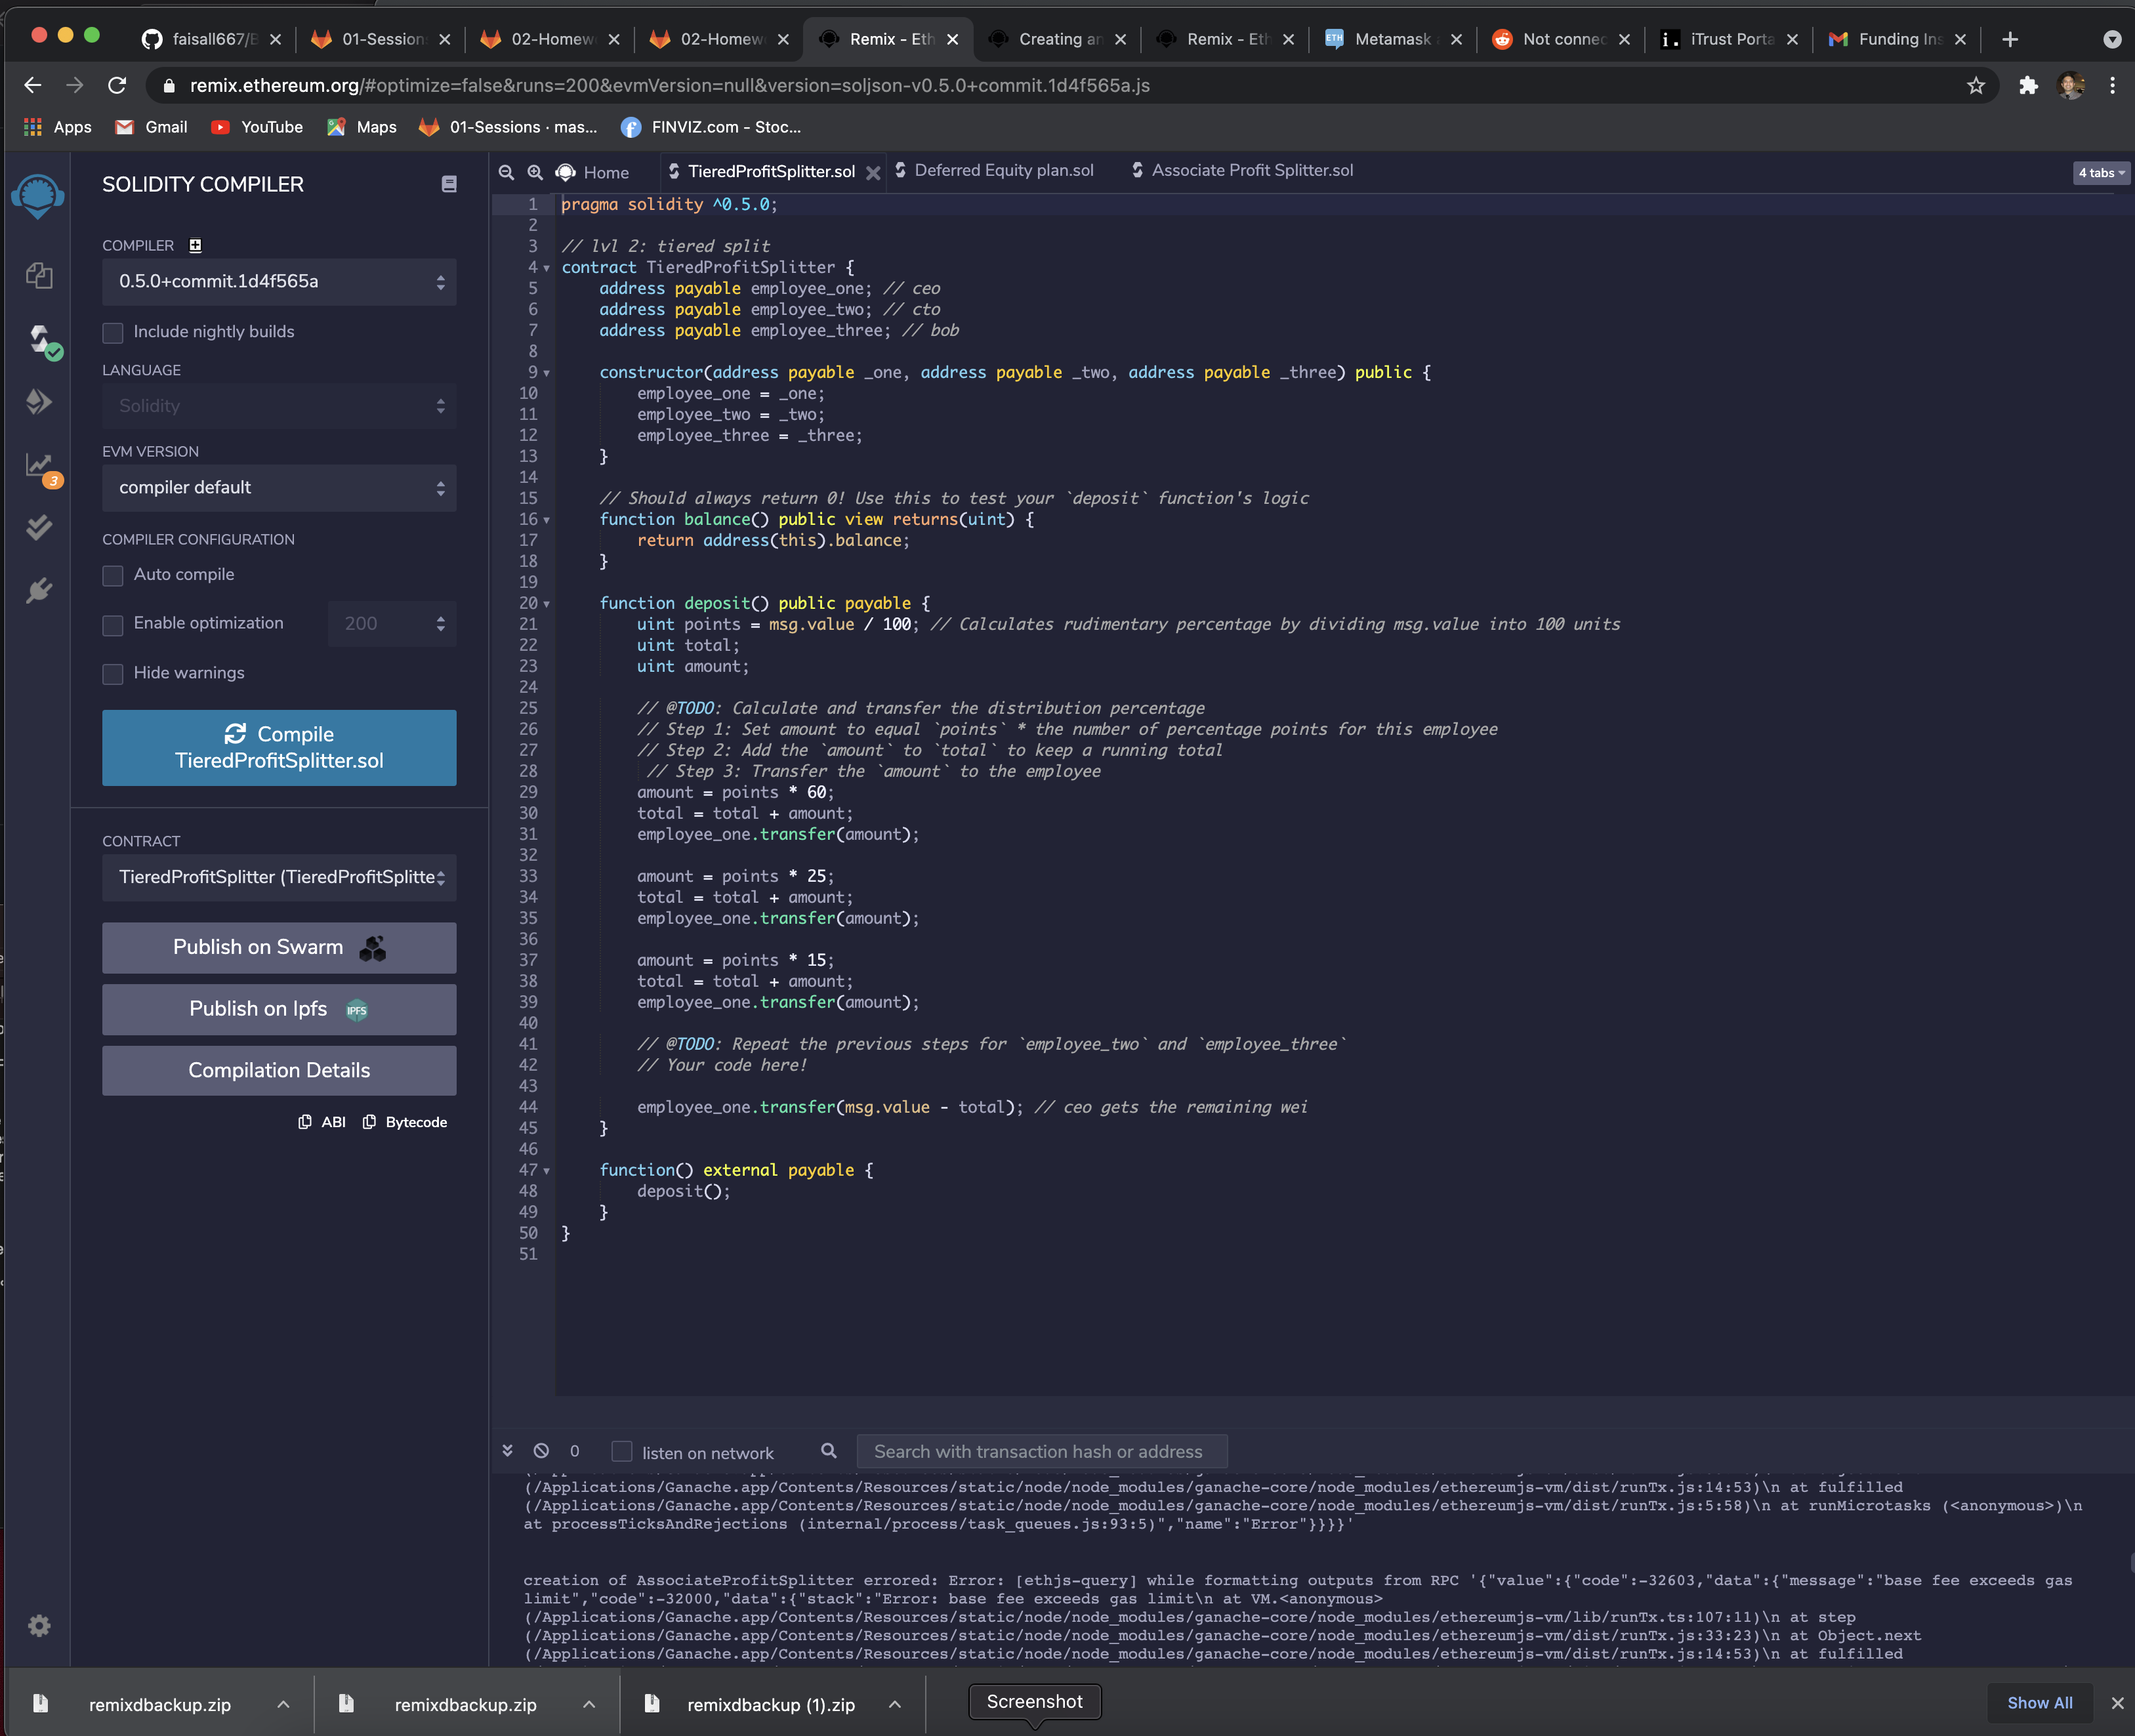 faisall667/B
01-Session
02-Homew
02-Homew
Remix - Eth
Creating an
Remix - Eth
Metamask
Not connec
iTrust Porta
Funding Ins
remix.ethereum.org/#optimize=false&runs=200&evmVersion=null&version=soljson-v0.5.0+commit.1d4f565a.js
Apps
Gmail
YouTube
Maps
01-Sessions · mas...
FINVIZ.com - Stoc...
SOLIDITY COMPILER
COMPILER
0.5.0+commit.1d4f565a
Include nightly builds
LANGUAGE
Solidity
EVM VERSION
compiler default
3
COMPILER CONFIGURATION
Auto compile
Enable optimization
200
Hide warnings
Compile
TieredProfitSplitter.sol
CONTRACT
TieredProfitSplitter (TieredProfitSplitte
Publish on Swarm
Publish on Ipfs
IPFS
Compilation Details
ABI
Bytecode
Home
TieredProfitSplitter.sol
Deferred Equity plan.sol
Associate Profit Splitter.sol
4 tabs
1 pragma solidity ^0.5.0;
2
3 // lvl 2: tiered split
4 contract TieredProfitSplitter {
5 address payable employee_one; // ceo
6 address payable employee_two; // cto
7 address payable employee_three; // bob
8
9 constructor(address payable _one, address payable _two, address payable _three) public {
10 employee_one = _one;
11 employee_two = _two;
12 employee_three = _three;
13 }
14
15 // Should always return 0! Use this to test your `deposit` function's logic
16 function balance() public view returns(uint) {
17 return address(this).balance;
18 }
19
20 function deposit() public payable {
21 uint points = msg.value / 100; // Calculates rudimentary percentage by dividing msg.value into 100 units
22 uint total;
23 uint amount;
24
25 // @TODO: Calculate and transfer the distribution percentage
26 // Step 1: Set amount to equal `points` * the number of percentage points for this employee
27 // Step 2: Add the `amount` to `total` to keep a running total
28 // Step 3: Transfer the `amount` to the employee
29 amount = points * 60;
30 total = total + amount;
31 employee_one.transfer(amount);
32
33 amount = points * 25;
34 total = total + amount;
35 employee_one.transfer(amount);
36
37 amount = points * 15;
38 total = total + amount;
39 employee_one.transfer(amount);
40
41 // @TODO: Repeat the previous steps for `employee_two` and `employee_three`
42 // Your code here!
43
44 employee_one.transfer(msg.value - total); // ceo gets the remaining wei
45 }
46
47 function() external payable {
48 deposit();
49 }
50 }
51
0
listen on network
Search with transaction hash or address
(/Applications/Ganache.app/Contents/Resources/static/node/node_modules/ganache-core/node_modules/ethereumjs-vm/dist/runTx.js:14:53)\n at fulfilled
(/Applications/Ganache.app/Contents/Resources/static/node/node_modules/ganache-core/node_modules/ethereumjs-vm/dist/runTx.js:5:58)\n at runMicrotasks (<anonymous>)\n
at processTicksAndRejections (internal/process/task_queues.js:93:5)","name":"Error"}}}}'
creation of AssociateProfitSplitter errored: Error: [ethjs-query] while formatting outputs from RPC '{"value":{"code":-32603,"data":{"message":"base fee exceeds gas
limit","code":-32000,"data":{"stack":"Error: base fee exceeds gas limit\n at VM.<anonymous>
(/Applications/Ganache.app/Contents/Resources/static/node/node_modules/ganache-core/node_modules/ethereumjs-vm/lib/runTx.ts:107:11)\n at step
(/Applications/Ganache.app/Contents/Resources/static/node/node_modules/ganache-core/node_modules/ethereumjs-vm/dist/runTx.js:33:23)\n at Object.next
(/Applications/Ganache.app/Contents/Resources/static/node/node_modules/ganache-core/node_modules/ethereumjs-vm/dist/runTx.js:14:53)\n at fulfilled
remixdbackup.zip
remixdbackup.zip
remixdbackup (1).zip
Screenshot
Show All